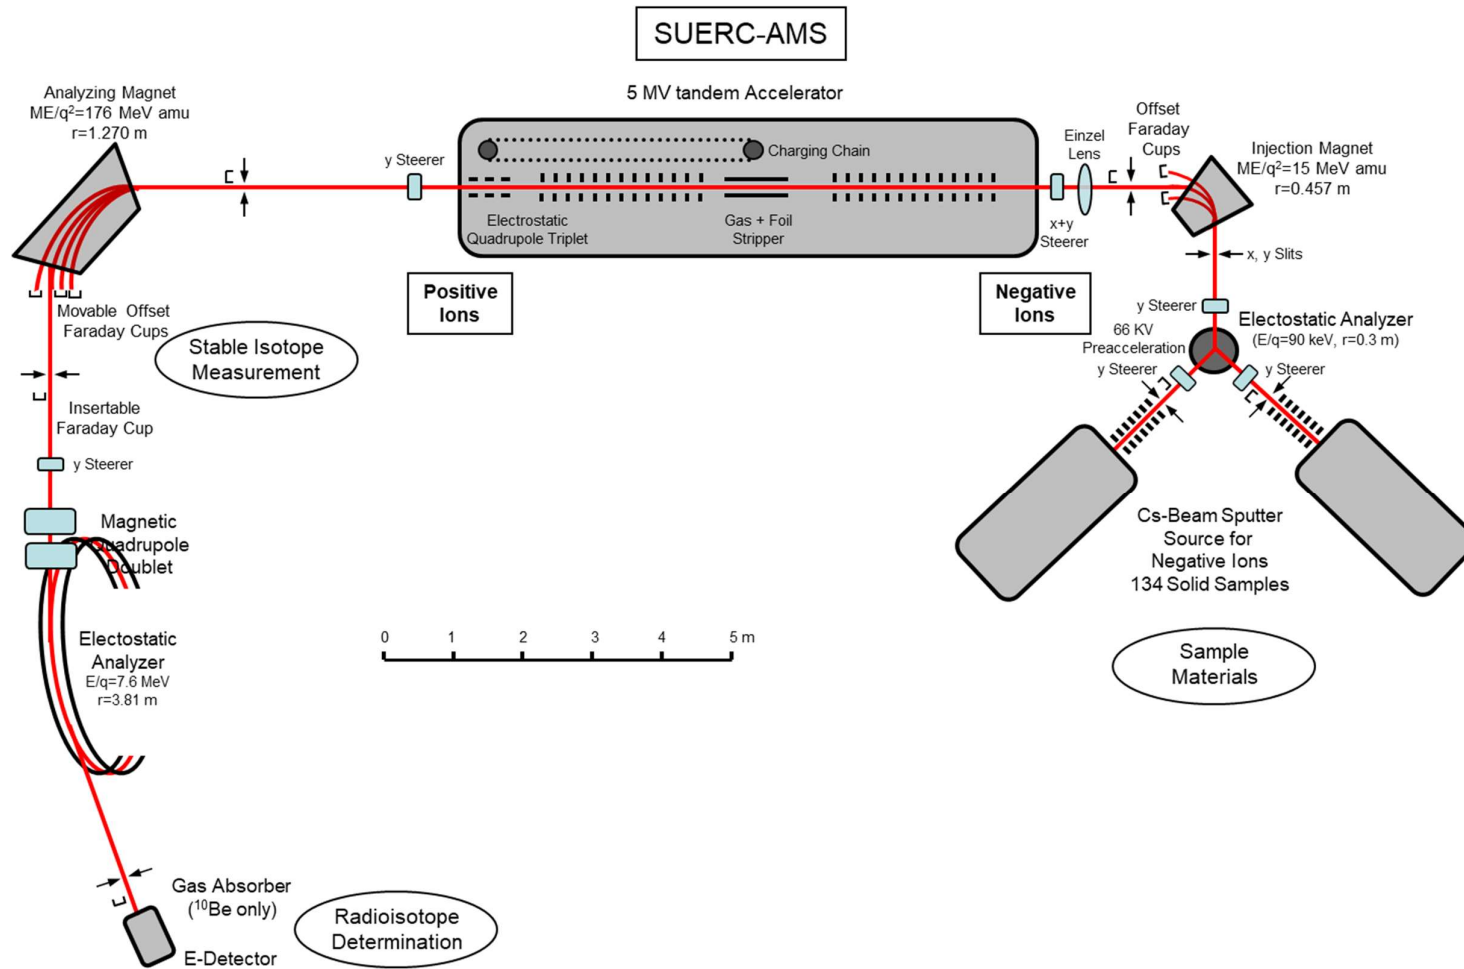 SUERC-AMS
5 MV tandem Accelerator
Analyzing Magnet
ME/q²=176 MeV amu
r=1.270 m
y Steerer
Charging Chain
Electrostatic
Quadrupole Triplet
Gas + Foil
Stripper
Einzel
Lens
Offset
Faraday
Cups
Injection Magnet
ME/q²=15 MeV amu
r=0.457 m
x+y
Steerer
x, y Slits
Positive
Ions
Negative
Ions
y Steerer
Electostatic Analyzer
(E/q=90 keV, r=0.3 m)
66 KV
Preacceleration
y Steerer
y Steerer
Movable Offset
Faraday Cups
Stable Isotope
Measurement
Insertable
Faraday Cup
y Steerer
Magnetic
Quadrupole
Doublet
Cs-Beam Sputter
Source for
Negative Ions
134 Solid Samples
Electostatic
Analyzer
E/q=7.6 MeV
r=3.81 m
0 1 2 3 4 5 m
Sample
Materials
Gas Absorber
(¹⁰Be only)
Radioisotope
Determination
E-Detector